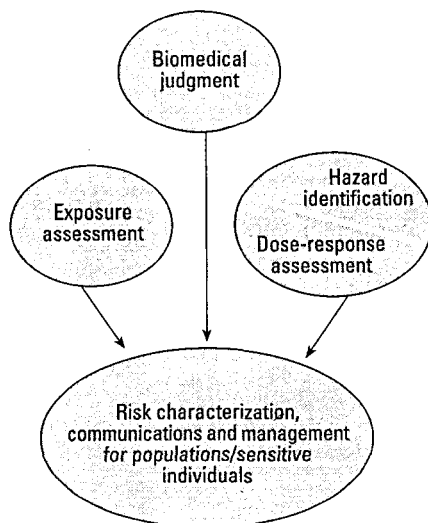 Biomedical
judgment
Exposure
assessment
Hazard
identification
Dose-response
assessment
Risk characterization,
communications and management
for populations/sensitive
individuals